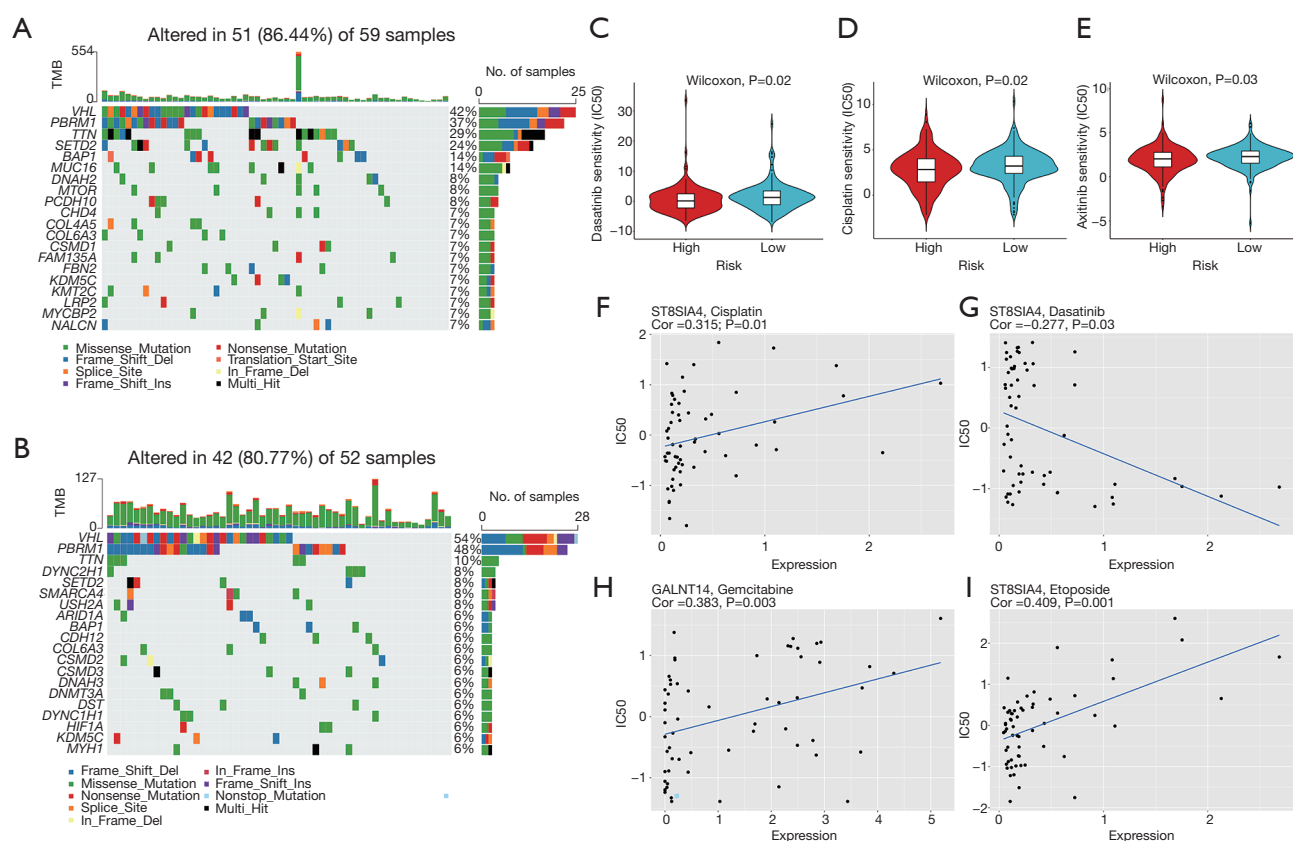 A
Altered in 51 (86.44%) of 59 samples
554
0
TMB
No. of samples
0 25
VHL 42%
PBRM1 37%
TTN 29%
SETD2 24%
BAP1 14%
MUC16 14%
DNAH2 8%
MTOR 8%
PCDH10 8%
CHD4 7%
COL4A5 7%
COL6A3 7%
CSMD1 7%
FAM135A 7%
FBN2 7%
KDM5C 7%
KMT2C 7%
LRP2 7%
MYCBP2 7%
NALCN 7%
Missense_Mutation Nonsense_Mutation
Frame_Shift_Del Translation_Start_Site
Splice_Site In_Frame_Del
Frame_Shift_Ins Multi_Hit
B
Altered in 42 (80.77%) of 52 samples
127
0
TMB
No. of samples
0 28
VHL 54%
PBRM1 48%
TTN 10%
DYNC2H1 8%
SETD2 8%
SMARCA4 8%
USH2A 8%
ARID1A 6%
BAP1 6%
CDH12 6%
COL6A3 6%
CSMD2 6%
CSMD3 6%
DNAH3 6%
DNMT3A 6%
DST 6%
DYNC1H1 6%
HIF1A 6%
KDM5C 6%
MYH1 6%
Frame_Shift_Del In_Frame_Ins
Missense_Mutation Frame_Shift_Ins
Nonsense_Mutation Nonstop_Mutation
Splice_Site Multi_Hit
In_Frame_Del
C
Wilcoxon, P=0.02
Dasatinib sensitivity (IC50)
30
20
10
0
−10
High Low
Risk
D
Wilcoxon, P=0.02
Cisplatin sensitivity (IC50)
10
5
0
High Low
Risk
E
Wilcoxon, P=0.03
Axitinib sensitivity (IC50)
10
5
0
−5
High Low
Risk
F
ST8SIA4, Cisplatin
Cor =0.315; P=0.01
IC50
2
1
0
−1
0 1 2
Expression
G
ST8SIA4, Dasatinib
Cor =−0.277, P=0.03
IC50
1
0
−1
0 1 2
Expression
H
GALNT14, Gemcitabine
Cor =0.383, P=0.003
IC50
1
0
−1
0 1 2 3 4 5
Expression
I
ST8SIA4, Etoposide
Cor =0.409, P=0.001
IC50
2
1
0
−1
−2
0 1 2
Expression